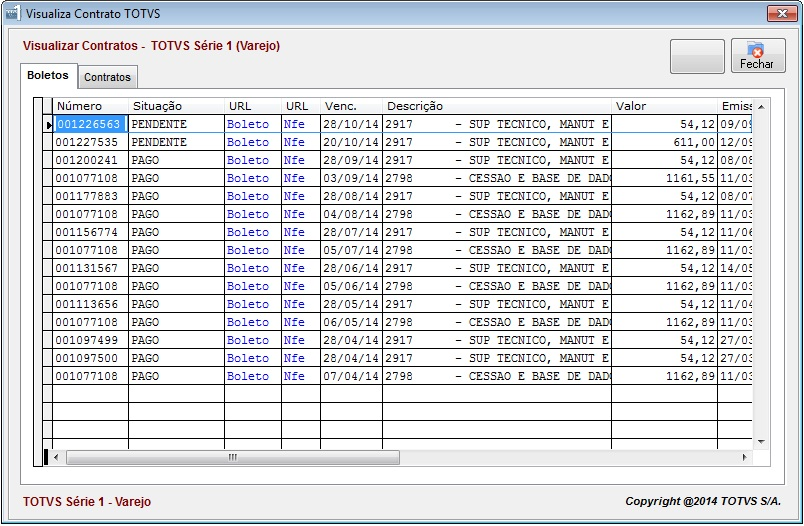 Visualiza Contrato TOTVS
Visualizar Contratos - TOTVS Série 1 (Varejo)
Fechar
Boletos Contratos
Número Situação URL URL Venc. Descrição Valor Emiss
001226563 PENDENTE Boleto Nfe 28/10/14 2917 - SUP TECNICO, MANUT E 54,12 09/09
001227535 PENDENTE Boleto Nfe 20/10/14 2917 - SUP TECNICO, MANUT E 611,00 12/09
001200241 PAGO Boleto Nfe 28/09/14 2917 - SUP TECNICO, MANUT E 54,12 08/08
001077108 PAGO Boleto Nfe 03/09/14 2798 - CESSAO E BASE DE DADO 1161,55 11/03
001177883 PAGO Boleto Nfe 28/08/14 2917 - SUP TECNICO, MANUT E 54,12 08/07
001077108 PAGO Boleto Nfe 04/08/14 2798 - CESSAO E BASE DE DADO 1162,89 11/03
001156774 PAGO Boleto Nfe 28/07/14 2917 - SUP TECNICO, MANUT E 54,12 11/06
001077108 PAGO Boleto Nfe 05/07/14 2798 - CESSAO E BASE DE DADO 1162,89 11/03
001131567 PAGO Boleto Nfe 28/06/14 2917 - SUP TECNICO, MANUT E 54,12 14/05
001077108 PAGO Boleto Nfe 05/06/14 2798 - CESSAO E BASE DE DADO 1162,89 11/03
001113656 PAGO Boleto Nfe 28/05/14 2917 - SUP TECNICO, MANUT E 54,12 11/04
001077108 PAGO Boleto Nfe 06/05/14 2798 - CESSAO E BASE DE DADO 1162,89 11/03
001097499 PAGO Boleto Nfe 28/04/14 2917 - SUP TECNICO, MANUT E 54,12 27/03
001097500 PAGO Boleto Nfe 28/04/14 2917 - SUP TECNICO, MANUT E 54,12 27/03
001077108 PAGO Boleto Nfe 07/04/14 2798 - CESSAO E BASE DE DADO 1162,89 11/03
TOTVS Série 1 - Varejo
Copyright @2014 TOTVS S/A.